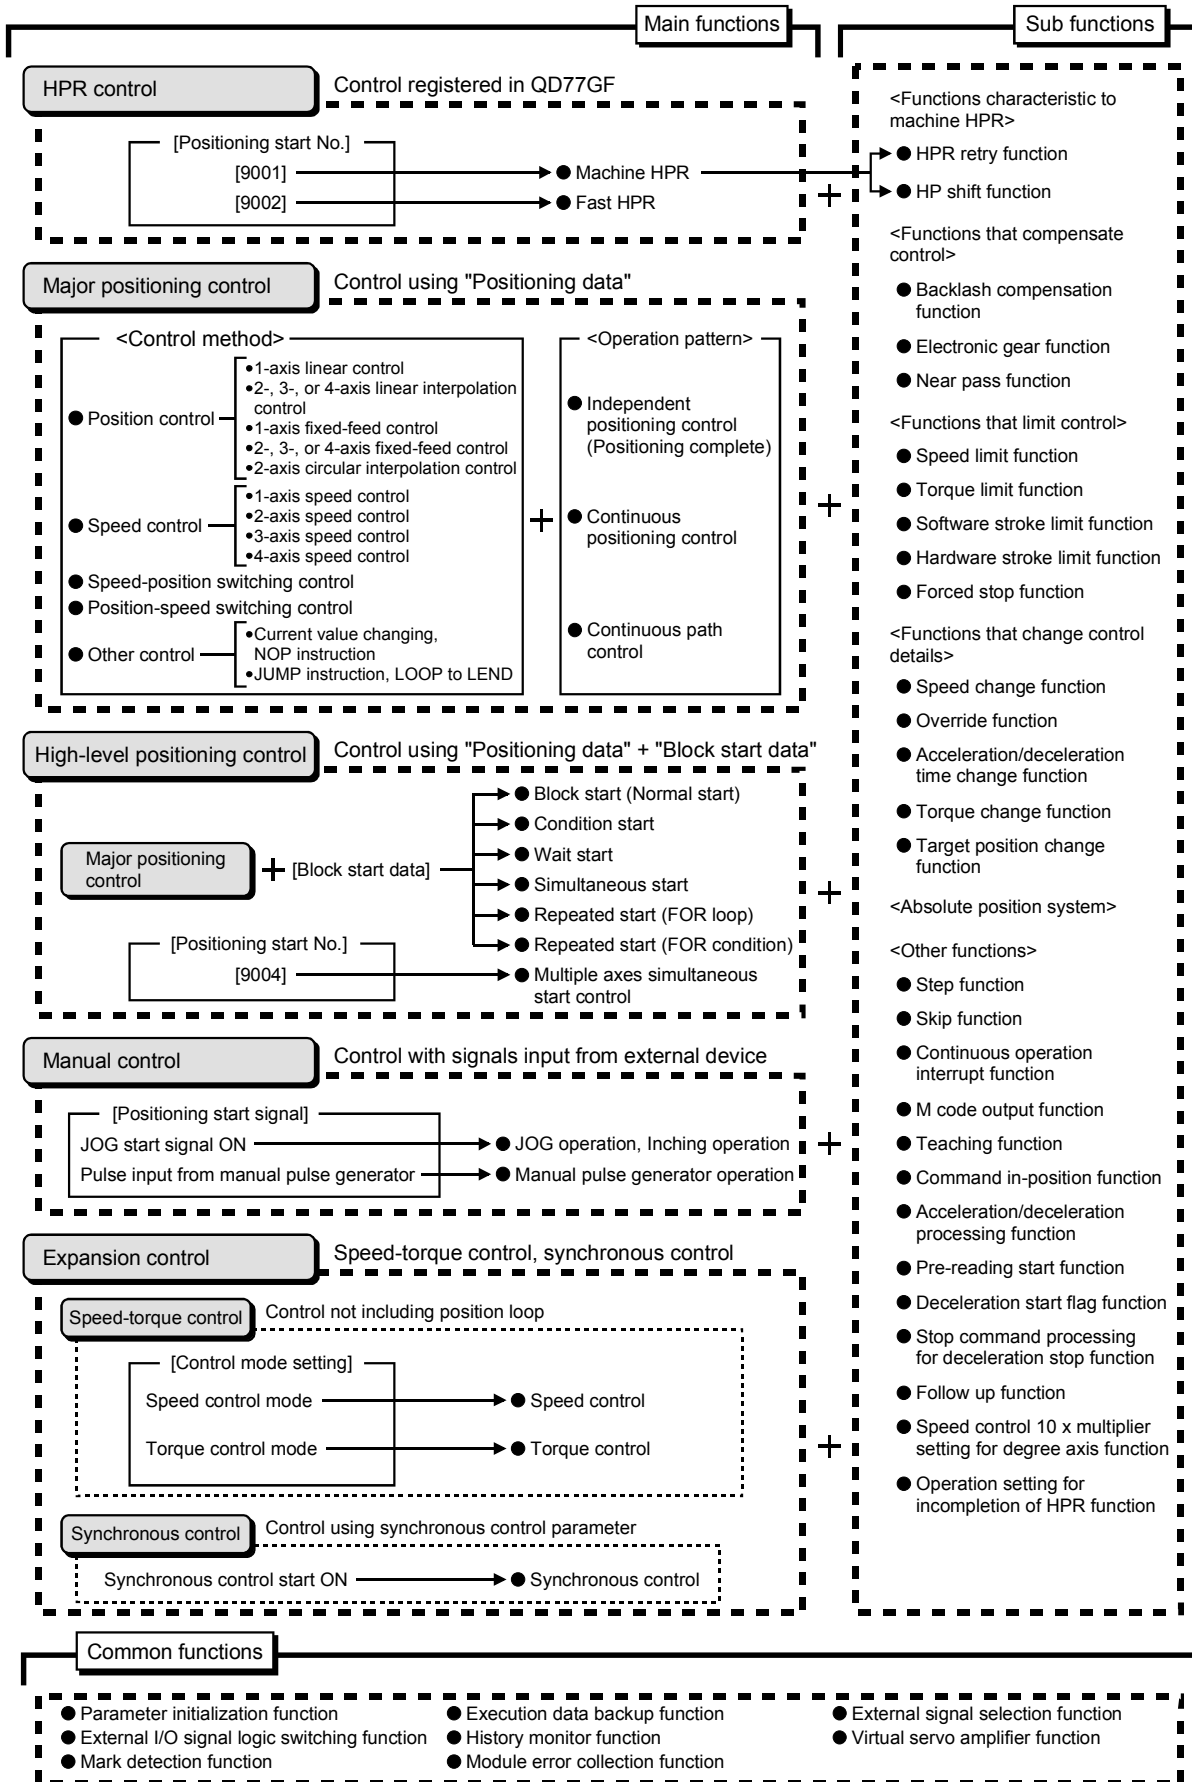 Main functions
Sub functions
HPR control
Control registered in QD77GF
[Positioning start No.]
[9001]
● Machine HPR
[9002]
● Fast HPR
Major positioning control
Control using "Positioning data"
<Control method>
● Position control
•1-axis linear control
•2-, 3-, or 4-axis linear interpolation
control
•1-axis fixed-feed control
•2-, 3-, or 4-axis fixed-feed control
•2-axis circular interpolation control
● Speed control
•1-axis speed control
•2-axis speed control
•3-axis speed control
•4-axis speed control
● Speed-position switching control
● Position-speed switching control
● Other control
•Current value changing,
NOP instruction
•JUMP instruction, LOOP to LEND
+
<Operation pattern>
● Independent
positioning control
(Positioning complete)
● Continuous
positioning control
● Continuous path
control
High-level positioning control
Control using "Positioning data" + "Block start data"
Major positioning
control
+ [Block start data]
● Block start (Normal start)
● Condition start
● Wait start
● Simultaneous start
● Repeated start (FOR loop)
● Repeated start (FOR condition)
[Positioning start No.]
[9004]
● Multiple axes simultaneous
start control
Manual control
Control with signals input from external device
[Positioning start signal]
JOG start signal ON
● JOG operation, Inching operation
Pulse input from manual pulse generator
● Manual pulse generator operation
Expansion control
Speed-torque control, synchronous control
Speed-torque control
Control not including position loop
[Control mode setting]
Speed control mode
● Speed control
Torque control mode
● Torque control
Synchronous control
Control using synchronous control parameter
Synchronous control start ON
● Synchronous control
+
+
+
+
+
<Functions characteristic to
machine HPR>
● HPR retry function
● HP shift function
<Functions that compensate
control>
● Backlash compensation
function
● Electronic gear function
● Near pass function
<Functions that limit control>
● Speed limit function
● Torque limit function
● Software stroke limit function
● Hardware stroke limit function
● Forced stop function
<Functions that change control
details>
● Speed change function
● Override function
● Acceleration/deceleration
time change function
● Torque change function
● Target position change
function
<Absolute position system>
<Other functions>
● Step function
● Skip function
● Continuous operation
interrupt function
● M code output function
● Teaching function
● Command in-position function
● Acceleration/deceleration
processing function
● Pre-reading start function
● Deceleration start flag function
● Stop command processing
for deceleration stop function
● Follow up function
● Speed control 10 x multiplier
setting for degree axis function
● Operation setting for
incompletion of HPR function
Common functions
● Parameter initialization function
● External I/O signal logic switching function
● Mark detection function
● Execution data backup function
● History monitor function
● Module error collection function
● External signal selection function
● Virtual servo amplifier function